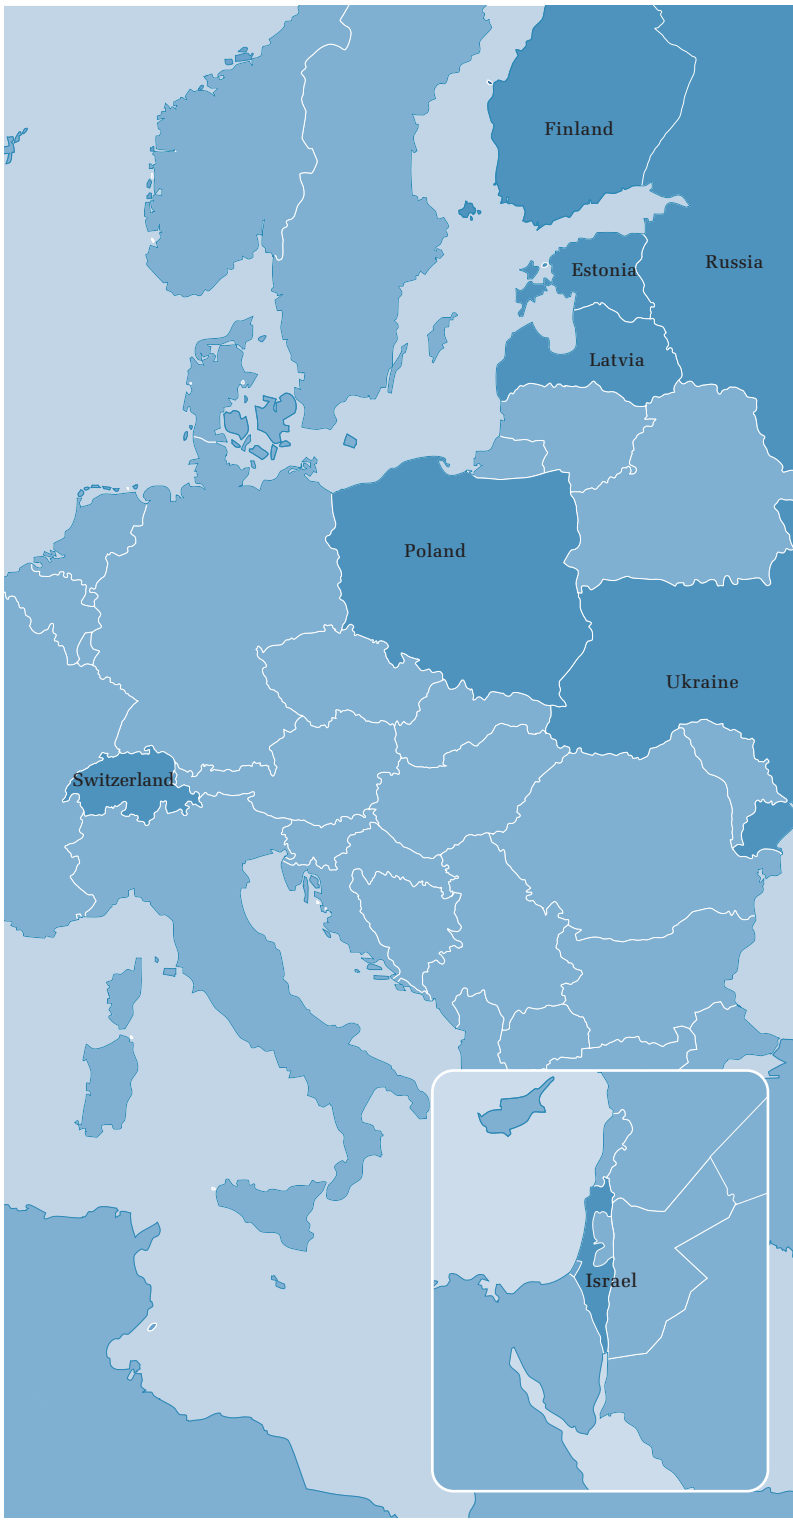 Finland
Russia
Estonia
Latvia
Poland
Ukraine
Switzerland
Israel